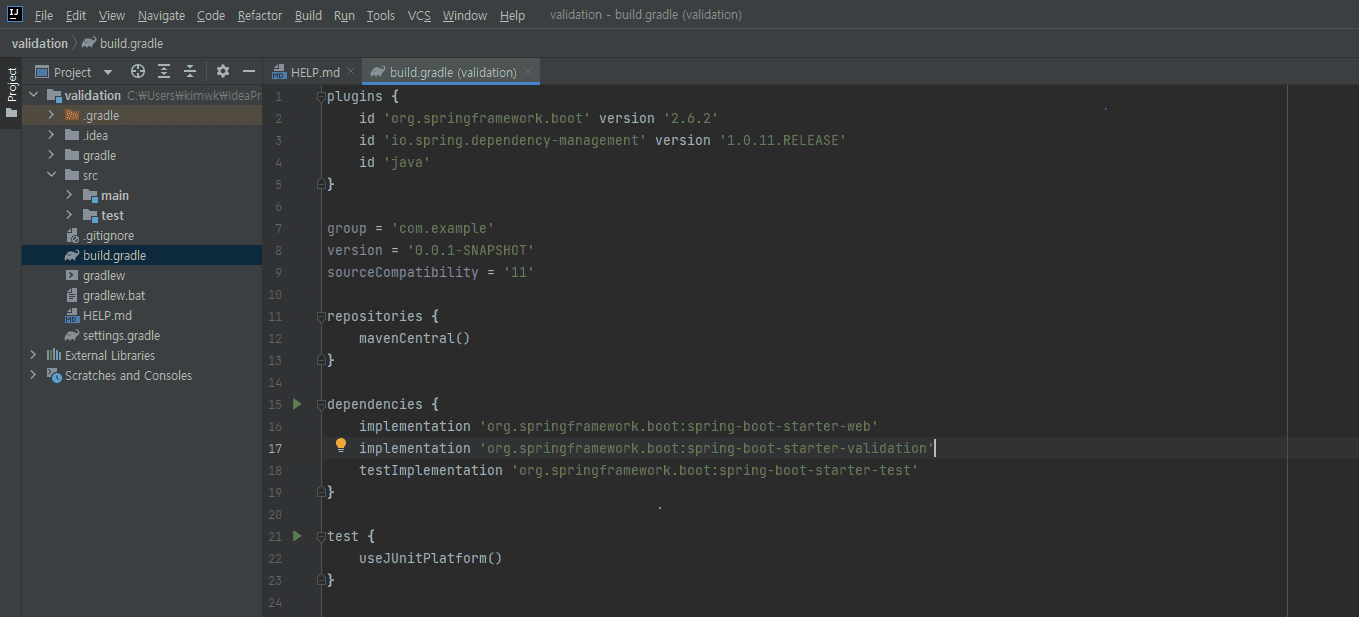 IJ File Edit View Navigate Code Refactor Build Run Tools VCS Window Help validation - build.gradle (validation)
validation build.gradle
Project
Project
HELP.md build.gradle (validation)
validation C:₩Users₩kimwk₩IdeaPr
.gradle
.idea
gradle
src
main
test
.gitignore
build.gradle
gradlew
gradlew.bat
HELP.md
settings.gradle
External Libraries
Scratches and Consoles
1 plugins {
2 id 'org.springframework.boot' version '2.6.2'
3 id 'io.spring.dependency-management' version '1.0.11.RELEASE'
4 id 'java'
5 }
6
7 group = 'com.example'
8 version = '0.0.1-SNAPSHOT'
9 sourceCompatibility = '11'
10
11 repositories {
12 mavenCentral()
13 }
14
15 dependencies {
16 implementation 'org.springframework.boot:spring-boot-starter-web'
17 implementation 'org.springframework.boot:spring-boot-starter-validation'
18 testImplementation 'org.springframework.boot:spring-boot-starter-test'
19 }
20
21 test {
22 useJUnitPlatform()
23 }
24